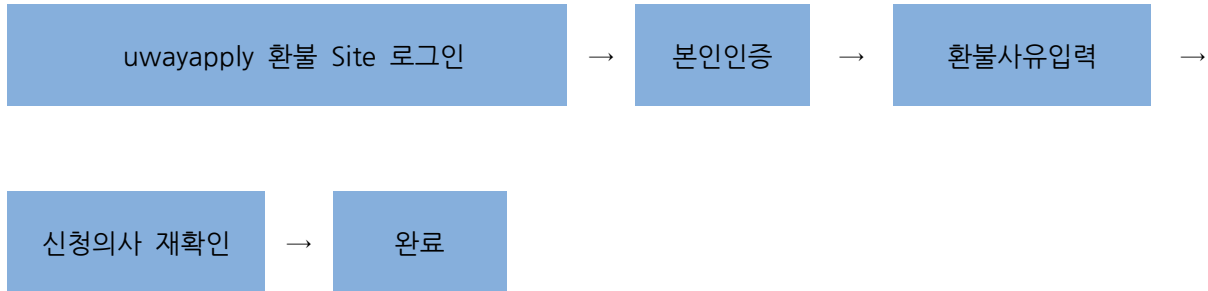 uwayapply 환불 Site 로그인 → 본인인증 → 환불사유입력 →
신청의사 재확인 → 완료